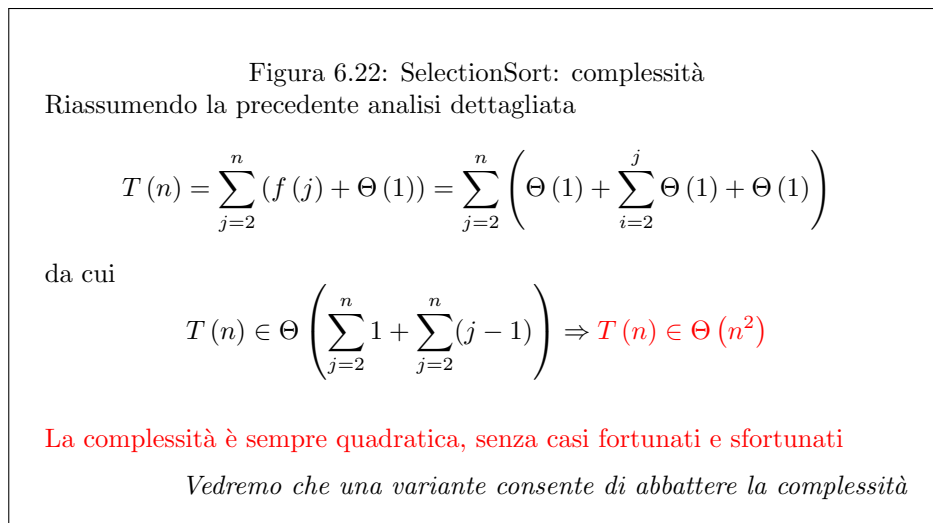 Figura 6.22: SelectionSort: complessità
Riassumendo la precedente analisi dettagliata
T (n) = ∑_{j=2}^{n} (f (j) + Θ (1)) = ∑_{j=2}^{n} (Θ (1) + ∑_{i=2}^{j} Θ (1) + Θ (1))
da cui
T (n) ∈ Θ (∑_{j=2}^{n} 1 + ∑_{j=2}^{n} (j − 1)) ⇒ T (n) ∈ Θ (n²)
La complessità è sempre quadratica, senza casi fortunati e sfortunati
Vedremo che una variante consente di abbattere la complessità